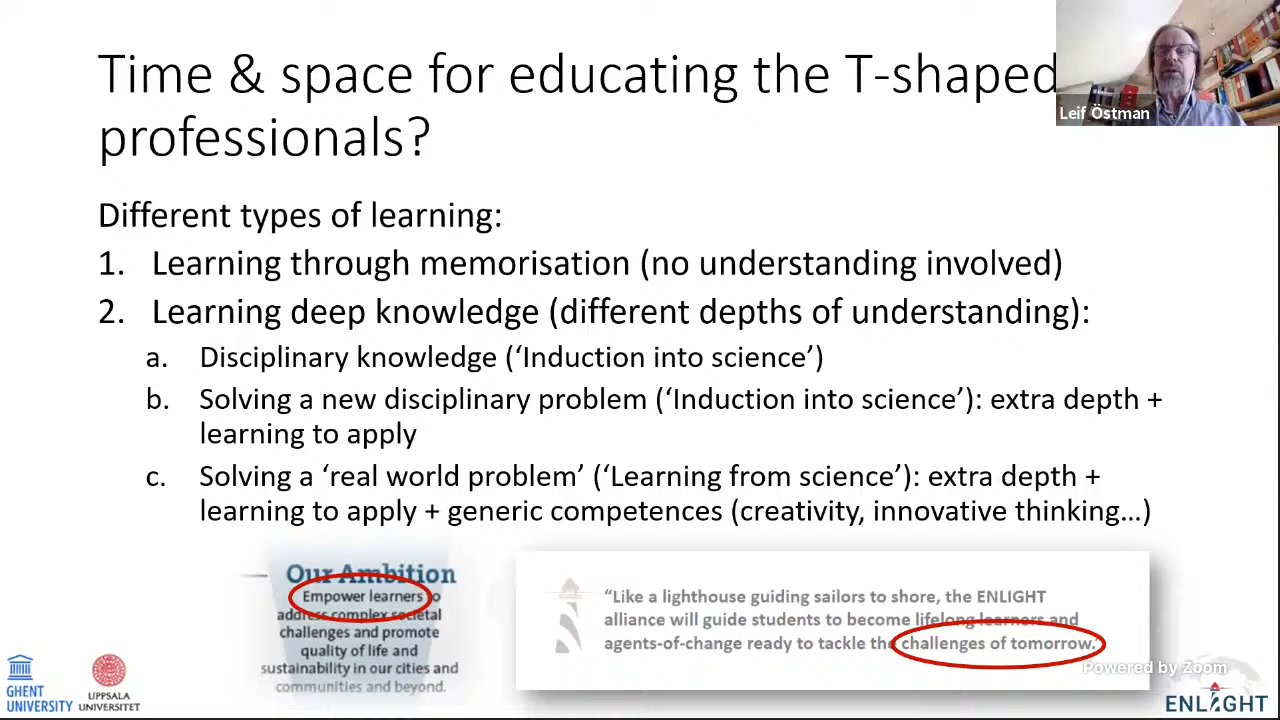 Time & space for educating the T-shaped
professionals?
Leif Östman
Different types of learning:
1. Learning through memorisation (no understanding involved)
2. Learning deep knowledge (different depths of understanding):
a. Disciplinary knowledge (‘Induction into science’)
b. Solving a new disciplinary problem (‘Induction into science’): extra depth +
learning to apply
c. Solving a ‘real world problem’ (‘Learning from science’): extra depth +
learning to apply + generic competences (creativity, innovative thinking…)
Our Ambition
Empower learners to
address complex societal
challenges and promote
quality of life and
sustainability in our cities and
communities and beyond.
“Like a lighthouse guiding sailors to shore, the ENLIGHT
alliance will guide students to become lifelong learners and
agents-of-change ready to tackle the challenges of tomorrow.”
Powered by Zoom
GHENT
UNIVERSITY
UPPSALA
UNIVERSITET
ENLIGHT